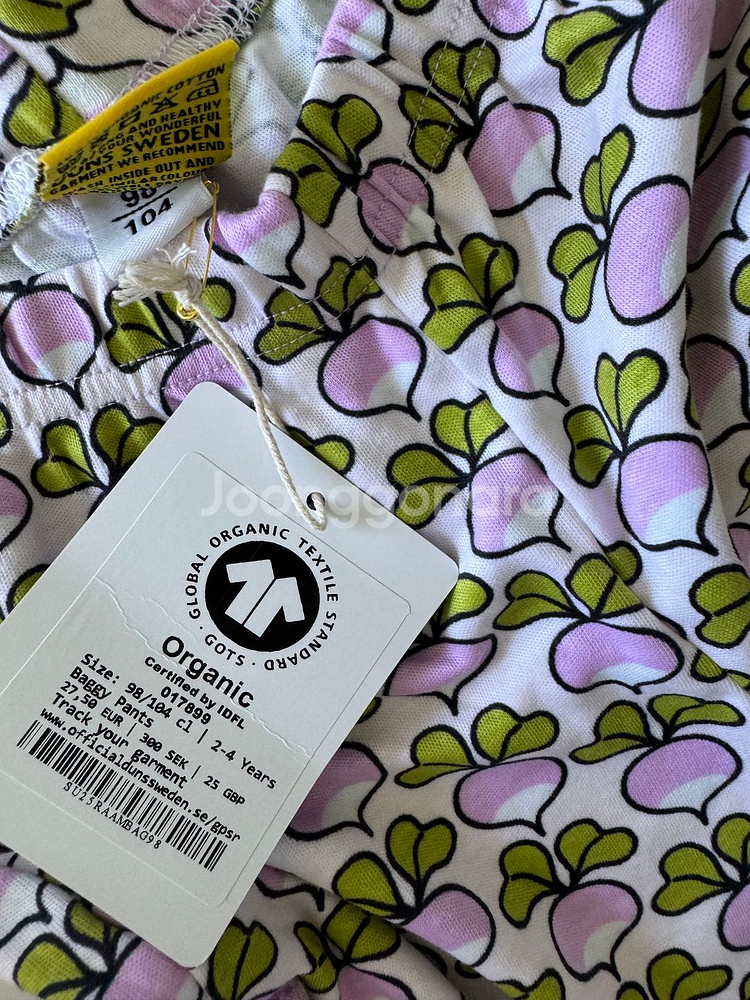 ORGANIC COTTON
AND HEALTHY
YOUR WONDERFUL
DUNS SWEDEN
GARMENT WE RECOMMEND
INSIDE OUT AND
98
104
Joonggonara
GLOBAL ORGANIC TEXTILE STANDARD
· GOTS ·
Organic
Certified by IDFL
017899
Size: 98/104 cl | 2-4 Years
Baggy Pants
27.50 EUR | 300 SEK | 25 GBP
Track your garment
www.officialdunssweden.se/gpsr
SU25RAAMBAG98